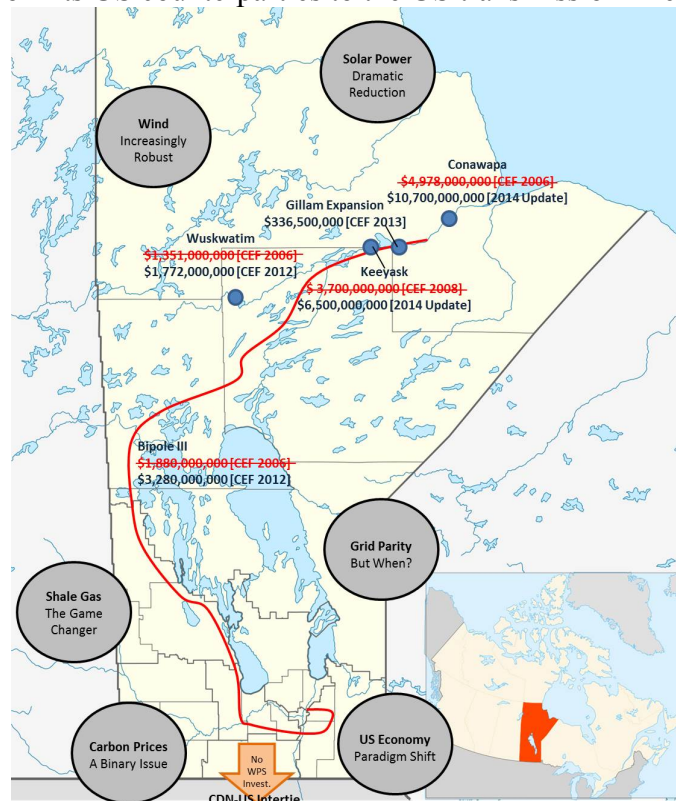 Solar Power
Dramatic
Reduction
Wind
Increasingly
Robust
Conawapa
$4,978,000,000 [CEF 2006]
$10,700,000,000 [2014 Update]
Gillam Expansion
$336,500,000 [CEF 2013]
Wuskwatim
$1,351,000,000 [CEF 2006]
$1,772,000,000 [CEF 2012]
Keeyask
$ 3,700,000,000 [CEF 2008]
$6,500,000,000 [2014 Update]
Bipole III
$1,880,000,000 [CEF 2006]
$3,280,000,000 [CEF 2012]
Grid Parity
But When?
Shale Gas
The Game
Changer
Carbon Prices
A Binary Issue
US Economy
Paradigm Shift
No
WPS
Invest.
CDN-US Intertie